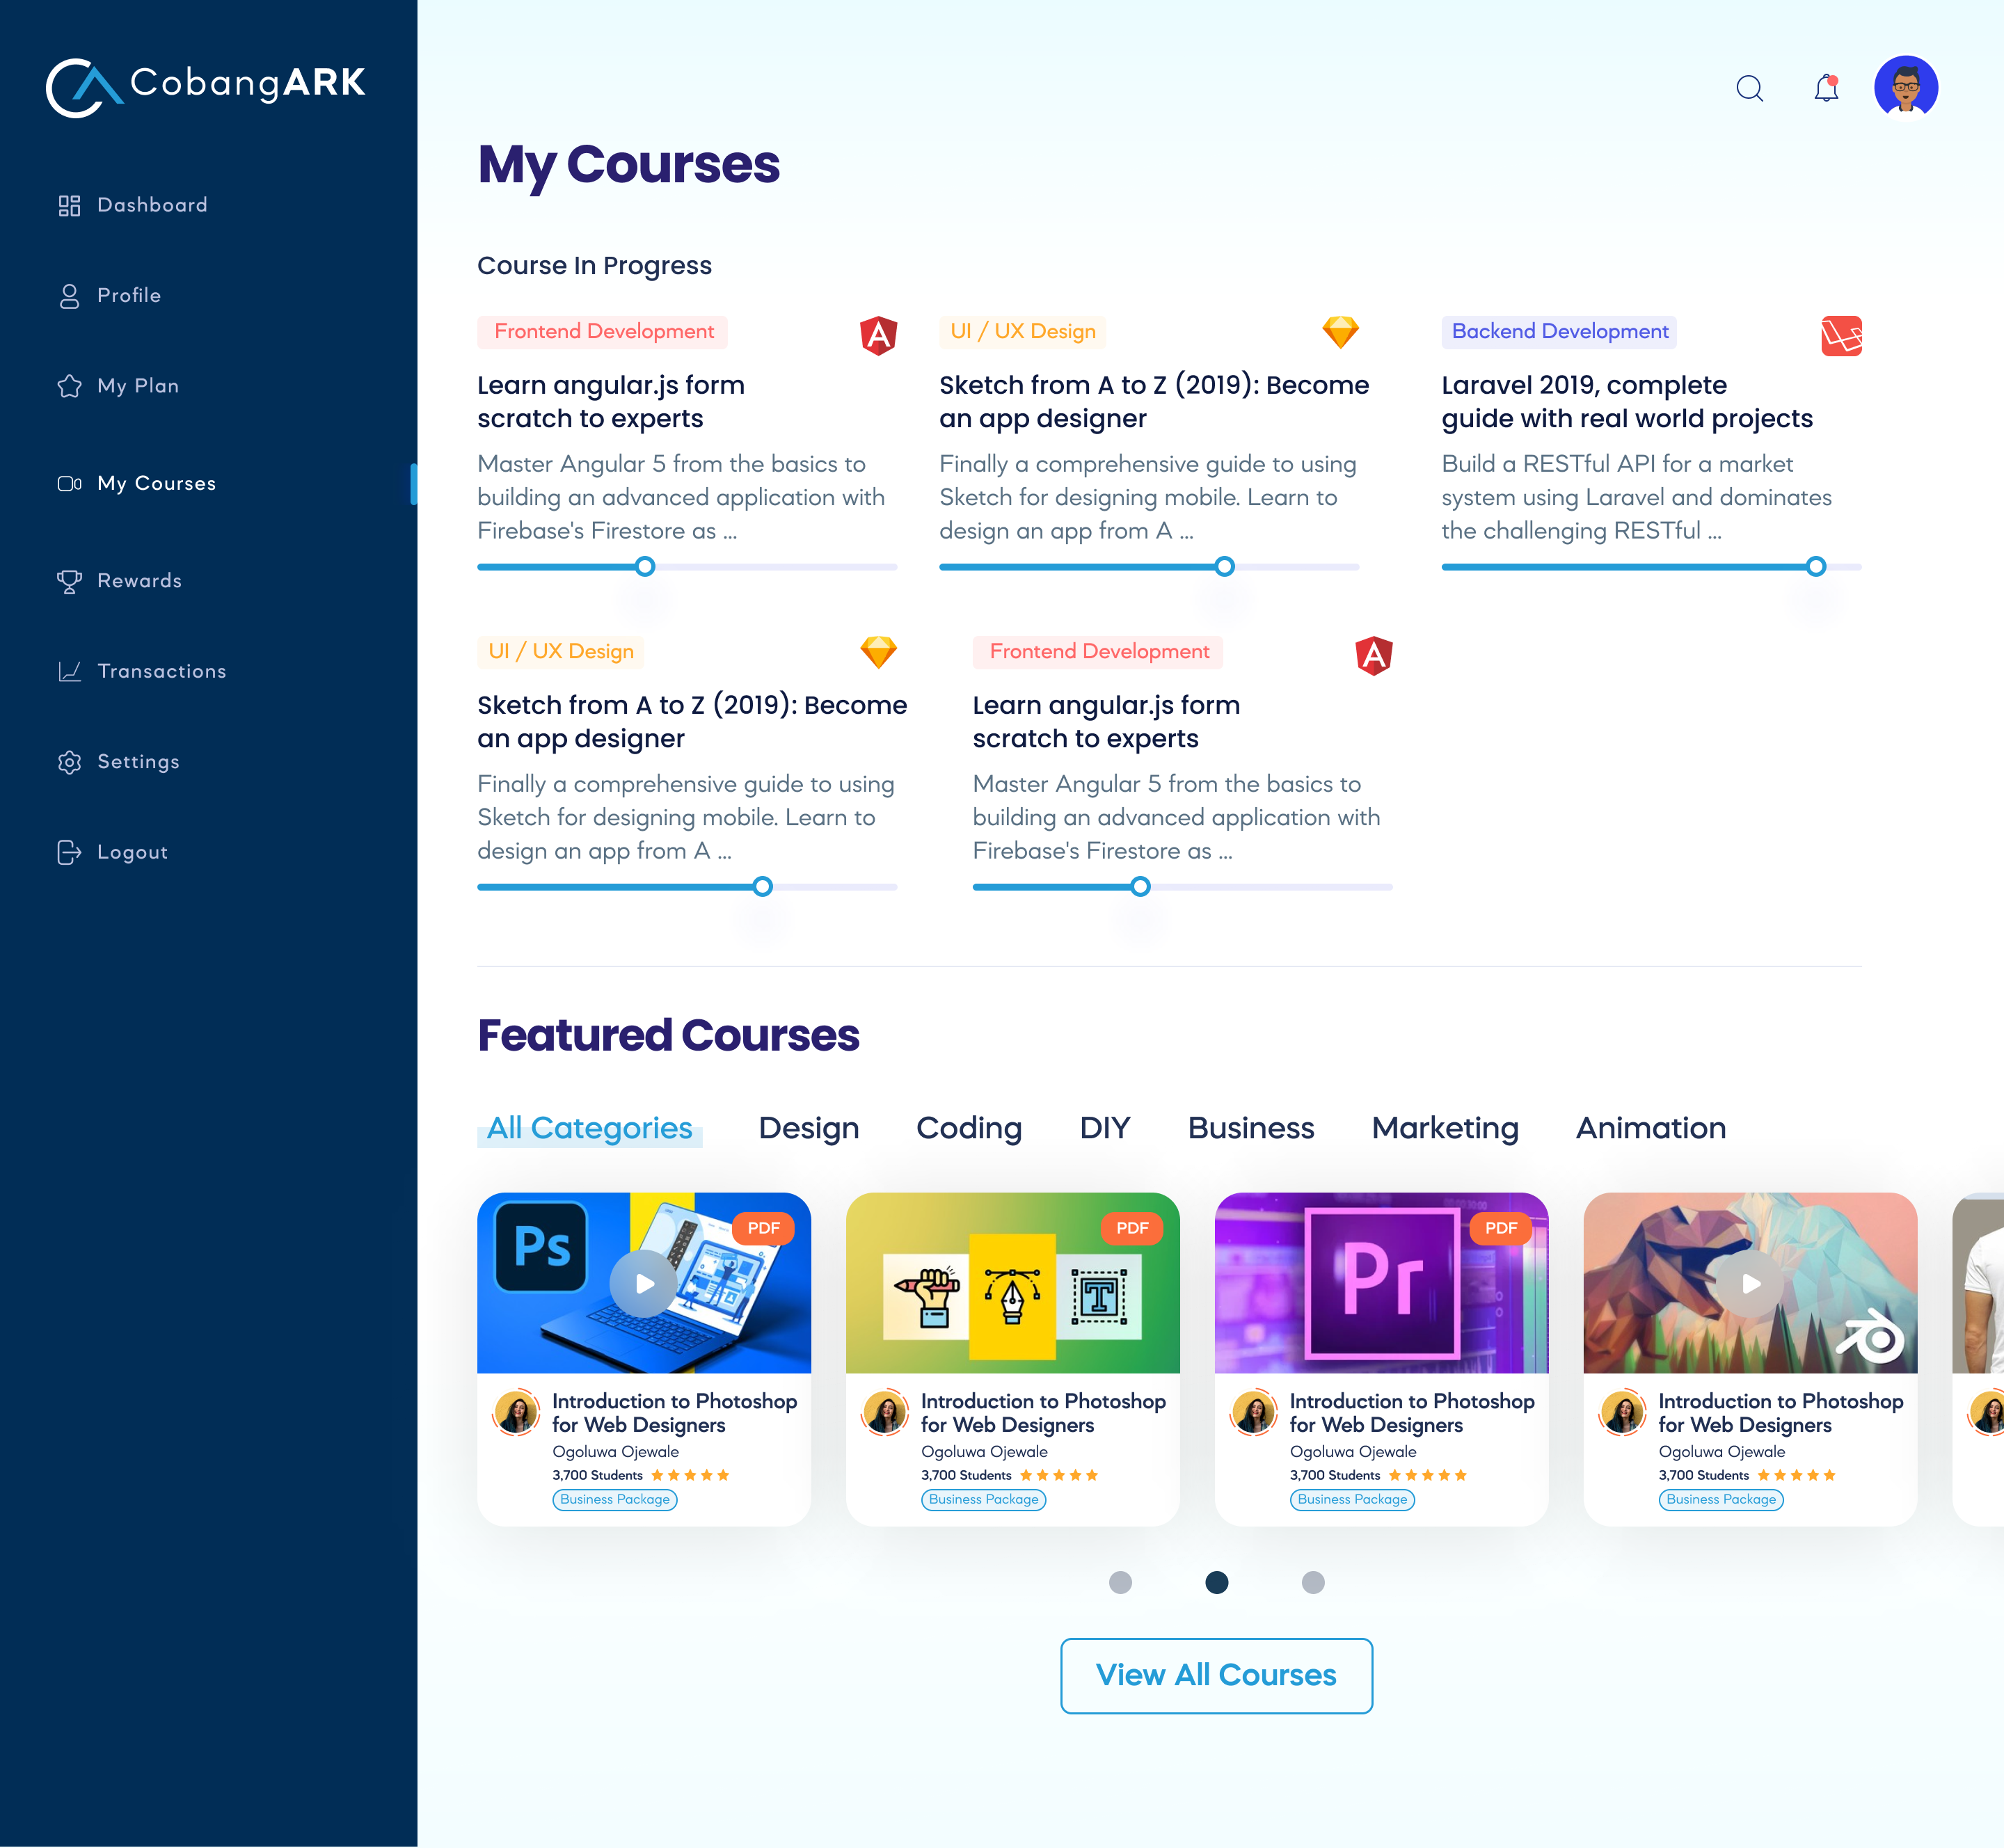 CobangARK
Dashboard
Profile
My Plan
My Courses
Rewards
Transactions
Settings
Logout
My Courses
Course In Progress
Frontend Development
Learn angular.js form
scratch to experts
Master Angular 5 from the basics to
building an advanced application with
Firebase's Firestore as ...
UI / UX Design
Sketch from A to Z (2019): Become
an app designer
Finally a comprehensive guide to using
Sketch for designing mobile. Learn to
design an app from A ...
Backend Development
Laravel 2019, complete
guide with real world projects
Build a RESTful API for a market
system using Laravel and dominates
the challenging RESTful ...
UI / UX Design
Sketch from A to Z (2019): Become
an app designer
Finally a comprehensive guide to using
Sketch for designing mobile. Learn to
design an app from A ...
Frontend Development
Learn angular.js form
scratch to experts
Master Angular 5 from the basics to
building an advanced application with
Firebase's Firestore as ...
Featured Courses
All Categories
Design
Coding
DIY
Business
Marketing
Animation
Ps
PDF
Introduction to Photoshop
for Web Designers
Ogoluwa Ojewale
3,700 Students
Business Package
PDF
T
Introduction to Photoshop
for Web Designers
Ogoluwa Ojewale
3,700 Students
Business Package
Pr
PDF
Introduction to Photoshop
for Web Designers
Ogoluwa Ojewale
3,700 Students
Business Package
Introduction to Photoshop
for Web Designers
Ogoluwa Ojewale
3,700 Students
Business Package
View All Courses